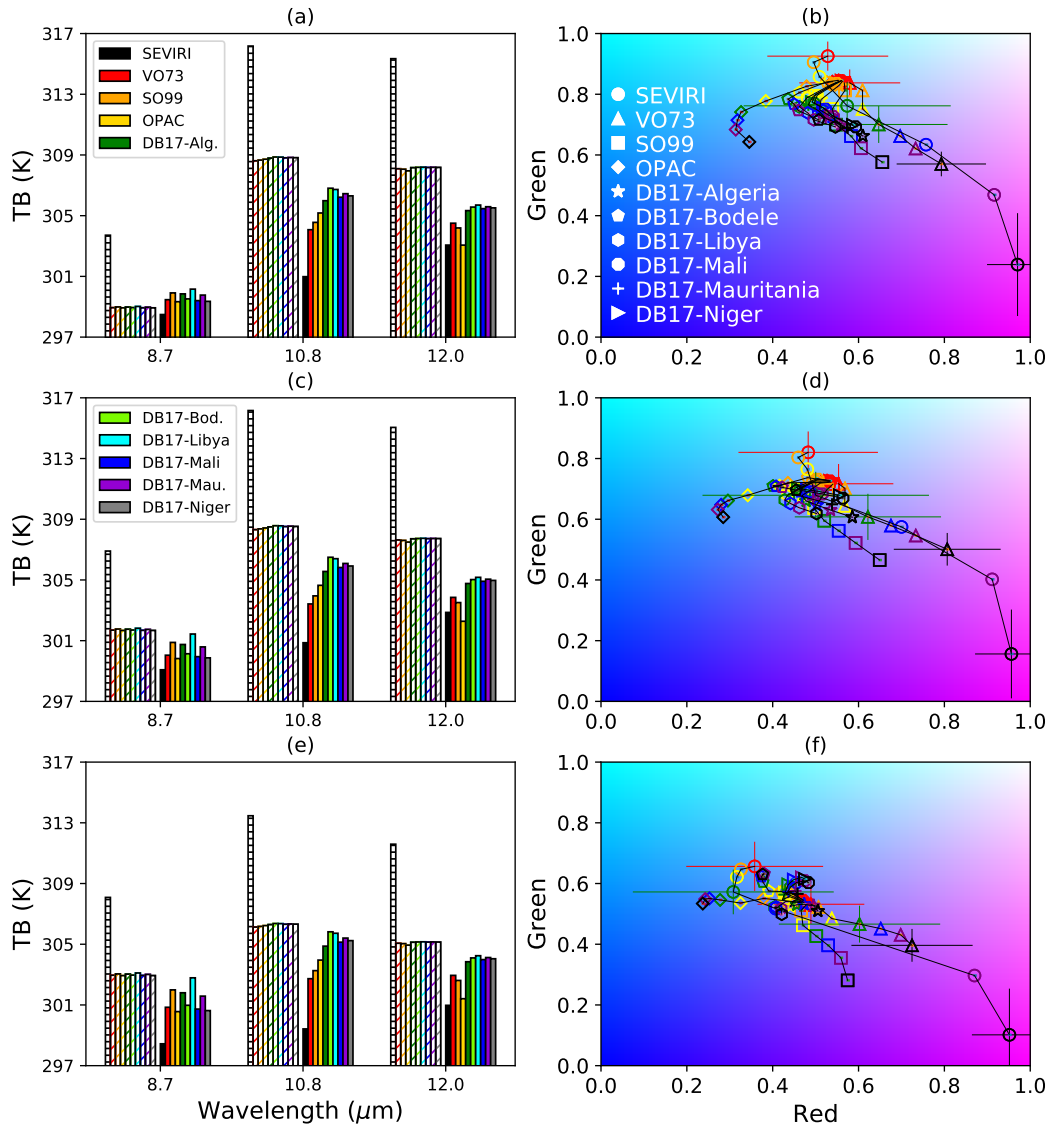 (a)
(b)
317
313
309
305
301
297
TB (K)
SEVIRI
VO73
SO99
OPAC
DB17-Alg.
8.7
10.8
12.0
1.0
0.8
0.6
0.4
0.2
0.0
Green
SEVIRI
VO73
SO99
OPAC
DB17-Algeria
DB17-Bodele
DB17-Libya
DB17-Mali
DB17-Mauritania
DB17-Niger
0.0
0.2
0.4
0.6
0.8
1.0
(c)
(d)
317
313
309
305
301
297
TB (K)
DB17-Bod.
DB17-Libya
DB17-Mali
DB17-Mau.
DB17-Niger
8.7
10.8
12.0
1.0
0.8
0.6
0.4
0.2
0.0
Green
0.0
0.2
0.4
0.6
0.8
1.0
(e)
(f)
317
313
309
305
301
297
TB (K)
8.7
10.8
12.0
Wavelength (μm)
1.0
0.8
0.6
0.4
0.2
0.0
Green
0.0
0.2
0.4
0.6
0.8
1.0
Red